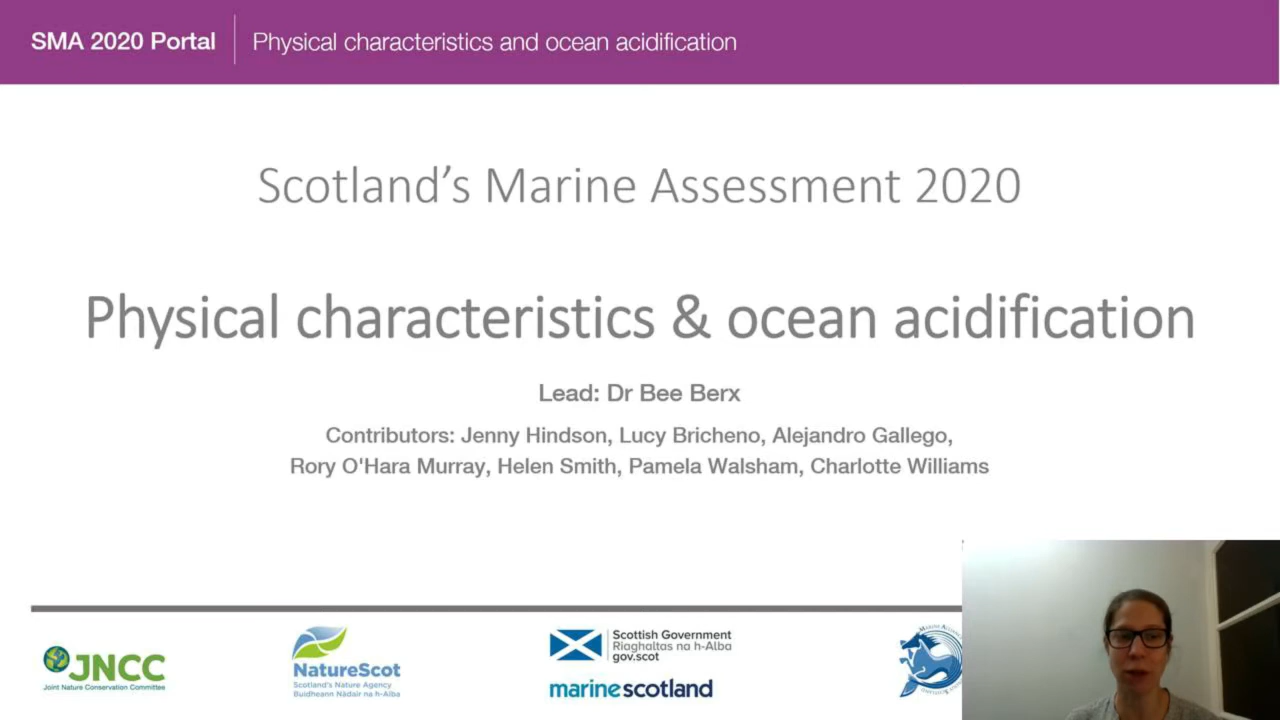 SMA 2020 Portal
Physical characteristics and ocean acidification
Scotland's Marine Assessment 2020
Physical characteristics & ocean acidification
Lead: Dr Bee Berx
Contributors: Jenny Hindson, Lucy Bricheno, Alejandro Gallego,
Rory O'Hara Murray, Helen Smith, Pamela Walsham, Charlotte Williams
JNCC
Joint Nature Conservation Committee
NatureScot
Scotland's Nature Agency
Buidheann Nàdair na h-Alba
Scottish Government
Riaghaltas na h-Alba
gov.scot
marinescotland